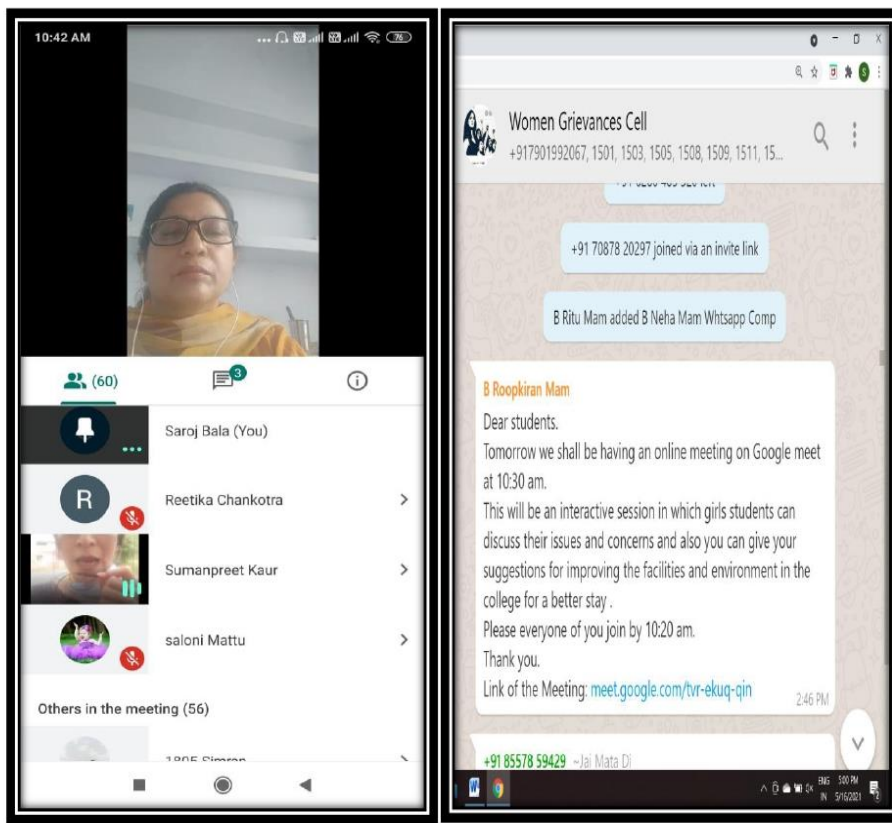 10:42 AM
76
(60)
3
Saroj Bala (You)
R
Reetika Chankotra
Sumanpreet Kaur
saloni Mattu
Others in the meeting (56)
1805 Simran
S
Women Grievances Cell
+917901992067, 1501, 1503, 1505, 1508, 1509, 1511, 15...
left
+91 70878 20297 joined via an invite link
B Ritu Mam added B Neha Mam Whtsapp Comp
B Roopkiran Mam
Dear students.
Tomorrow we shall be having an online meeting on Google meet
at 10:30 am.
This will be an interactive session in which girls students can
discuss their issues and concerns and also you can give your
suggestions for improving the facilities and environment in the
college for a better stay .
Please everyone of you join by 10:20 am.
Thank you.
Link of the Meeting: meet.google.com/tvr-ekuq-qin
2:46 PM
+91 85578 59429 ~Jai Mata Di
ENG 5:00 PM
IN 5/16/2021
2